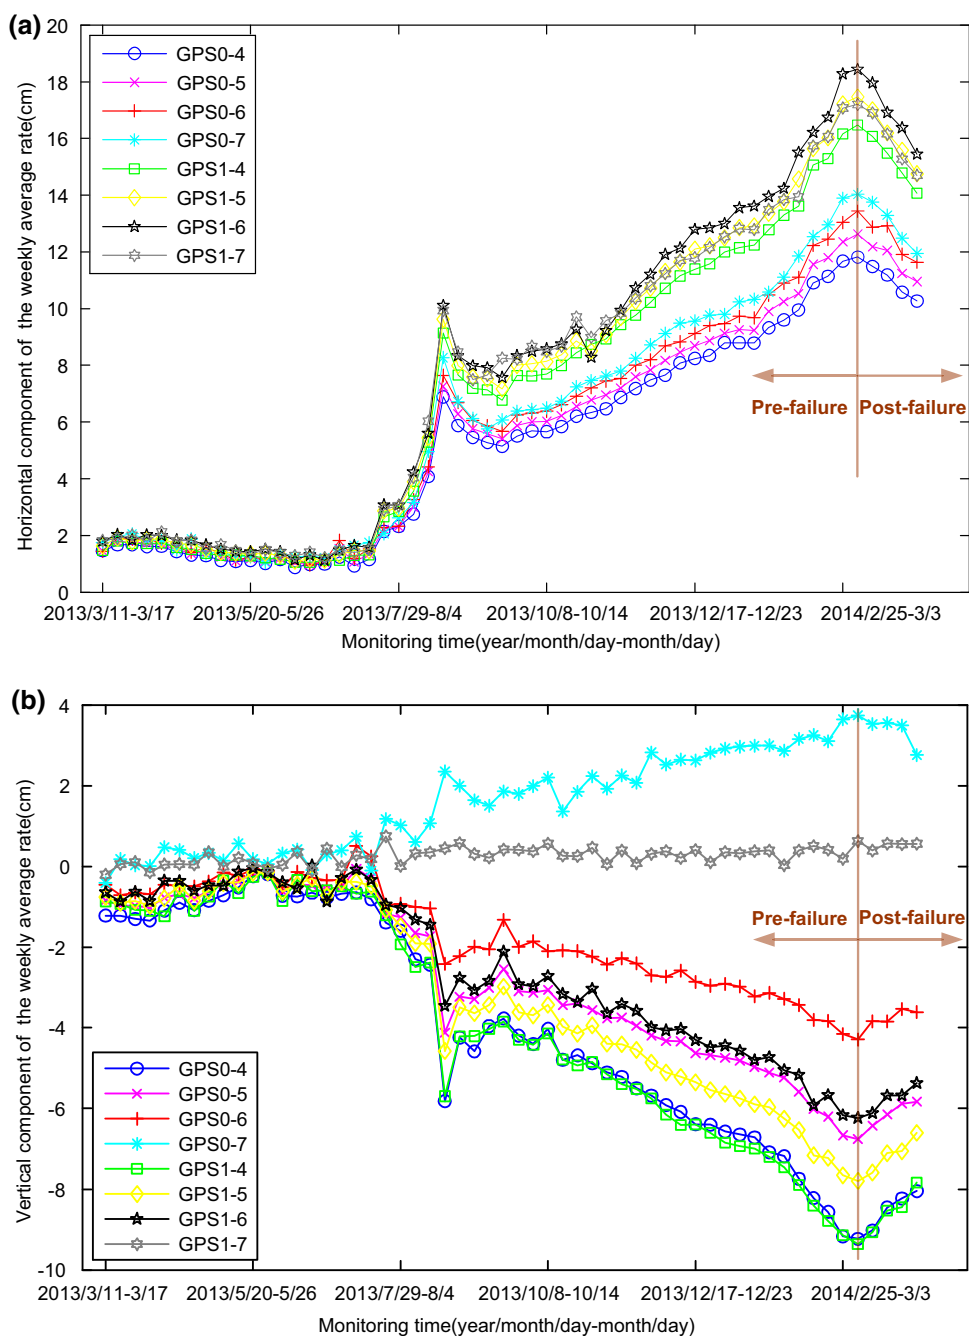 (a)
Horizontal component of the weekly average rate(cm)
20
18
16
14
12
10
8
6
4
2
0
GPS0-4
GPS0-5
GPS0-6
GPS0-7
GPS1-4
GPS1-5
GPS1-6
GPS1-7
Pre-failure Post-failure
2013/3/11-3/17 2013/5/20-5/26 2013/7/29-8/4 2013/10/8-10/14 2013/12/17-12/23 2014/2/25-3/3
Monitoring time(year/month/day-month/day)
(b)
Vertical component of the weekly average rate(cm)
4
2
0
-2
-4
-6
-8
-10
Pre-failure Post-failure
GPS0-4
GPS0-5
GPS0-6
GPS0-7
GPS1-4
GPS1-5
GPS1-6
GPS1-7
2013/3/11-3/17 2013/5/20-5/26 2013/7/29-8/4 2013/10/8-10/14 2013/12/17-12/23 2014/2/25-3/3
Monitoring time(year/month/day-month/day)